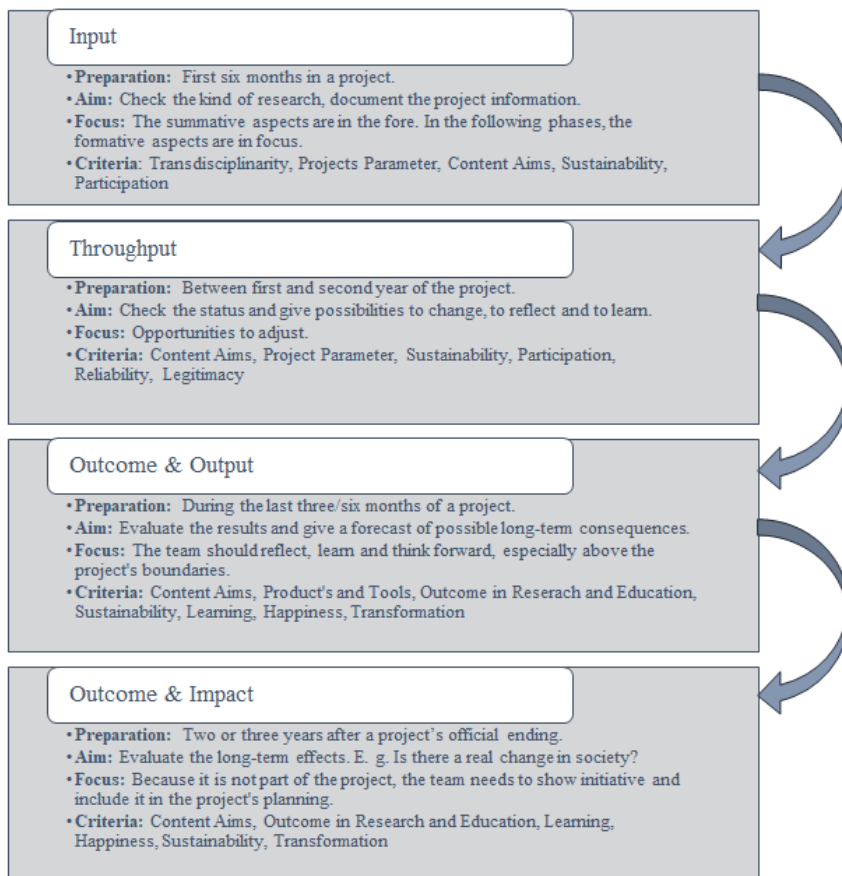 Input
• Preparation: First six months in a project.
• Aim: Check the kind of research, document the project information.
• Focus: The summative aspects are in the fore. In the following phases, the
formative aspects are in focus.
• Criteria: Transdisciplinarity, Projects Parameter, Content Aims, Sustainability,
Participation
Throughput
• Preparation: Between first and second year of the project.
• Aim: Check the status and give possibilities to change, to reflect and to learn.
• Focus: Opportunities to adjust.
• Criteria: Content Aims, Project Parameter, Sustainability, Participation,
Reliability, Legitimacy
Outcome & Output
• Preparation: During the last three/six months of a project.
• Aim: Evaluate the results and give a forecast of possible long-term consequences.
• Focus: The team should reflect, learn and think forward, especially above the
project's boundaries.
• Criteria: Content Aims, Product's and Tools, Outcome in Reserach and Education,
Sustainability, Learning, Happiness, Transformation
Outcome & Impact
• Preparation: Two or three years after a project’s official ending.
• Aim: Evaluate the long-term effects. E. g. Is there a real change in society?
• Focus: Because it is not part of the project, the team needs to show initiative and
include it in the project's planning.
• Criteria: Content Aims, Outcome in Research and Education, Learning,
Happiness, Sustainability, Transformation